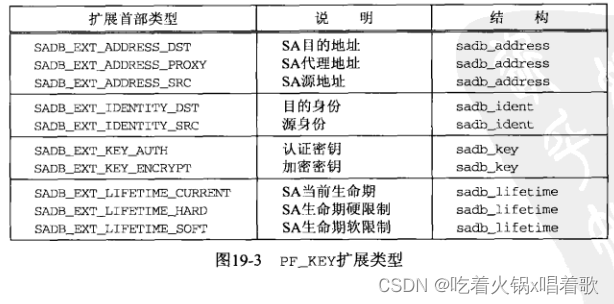 扩展首部类型 说 明 结 构
SADB_EXT_ADDRESS_DST SA目的地址 sadb_address
SADB_EXT_ADDRESS_PROXY SA代理地址 sadb_address
SADB_EXT_ADDRESS_SRC SA源地址 sadb_address
SADB_EXT_IDENTITY_DST 目的身份 sadb_ident
SADB_EXT_IDENTITY_SRC 源身份 sadb_ident
SADB_EXT_KEY_AUTH 认证密钥 sadb_key
SADB_EXT_KEY_ENCRYPT 加密密钥 sadb_key
SADB_EXT_LIFETIME_CURRENT SA当前生命期 sadb_lifetime
SADB_EXT_LIFETIME_HARD SA生命期硬限制 sadb_lifetime
SADB_EXT_LIFETIME_SOFT SA生命期软限制 sadb_lifetime
图19-3 PF_KEY扩展类型
CSDN @吃着火锅x唱着歌